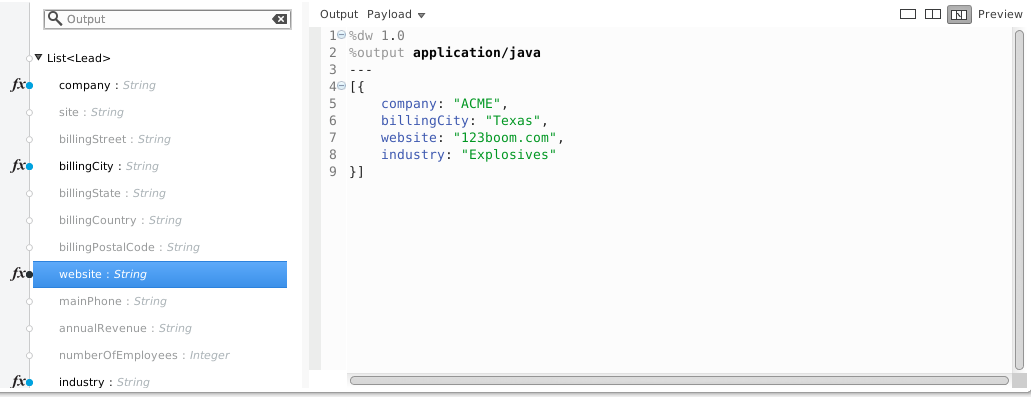 Output
List<Lead>
fx company : String
site : String
billingStreet : String
fx billingCity : String
billingState : String
billingCountry : String
billingPostalCode : String
fx website : String
mainPhone : String
annualRevenue : String
numberOfEmployees : Integer
fx industry : String
Output Payload Preview
1 %dw 1.0
2 %output application/java
3 ---
4 [{
5 company: "ACME",
6 billingCity: "Texas",
7 website: "123boom.com",
8 industry: "Explosives"
9 }]